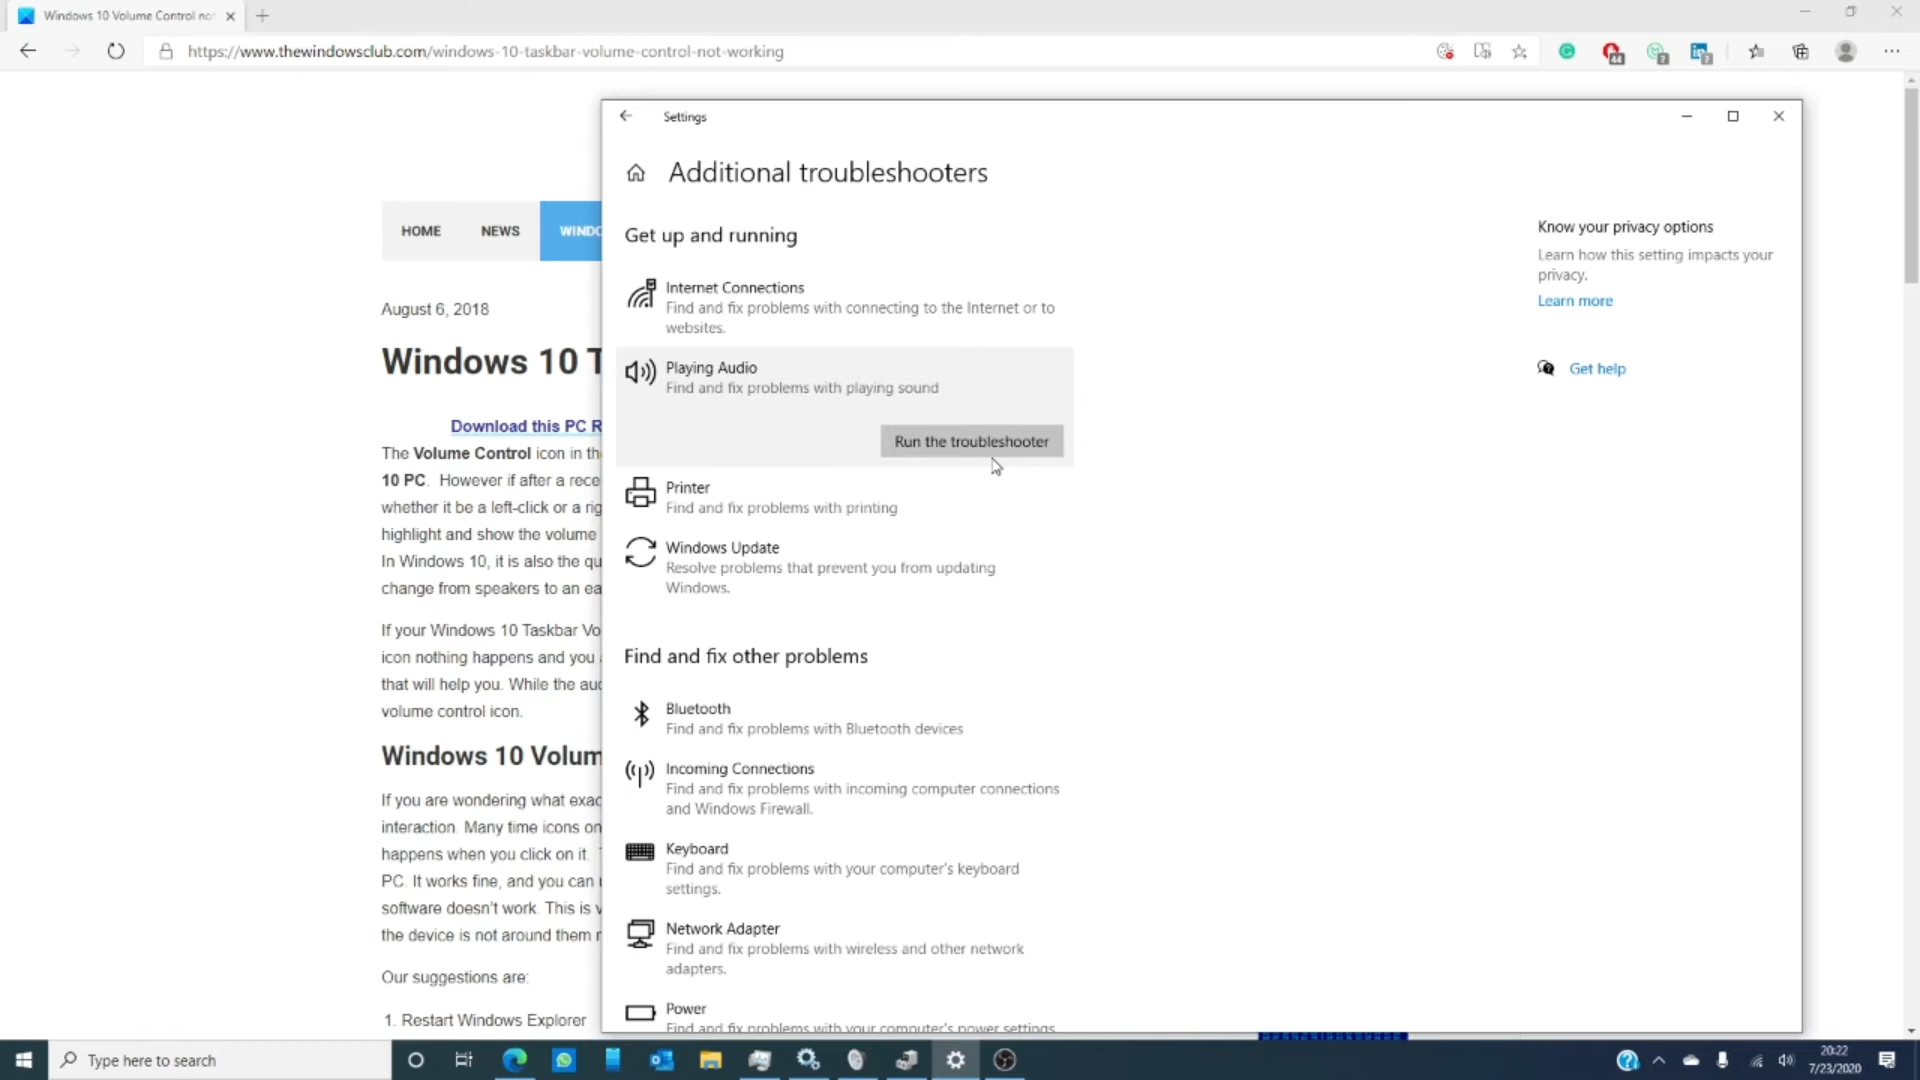 Windows 10 Volume Control not
https://www.thewindowsclub.com/windows-10-taskbar-volume-control-not-working
44
7
7
Settings
Additional troubleshooters
Get up and running
Internet Connections
Find and fix problems with connecting to the Internet or to
websites.
Playing Audio
Find and fix problems with playing sound
Run the troubleshooter
Printer
Find and fix problems with printing
Windows Update
Resolve problems that prevent you from updating
Windows.
Find and fix other problems
Bluetooth
Find and fix problems with Bluetooth devices
Incoming Connections
Find and fix problems with incoming computer connections
and Windows Firewall.
Keyboard
Find and fix problems with your computer's keyboard
settings.
Network Adapter
Find and fix problems with wireless and other network
adapters.
Power
Find and fix problems with your computer's power settings
Know your privacy options
Learn how this setting impacts your
privacy.
Learn more
Get help
HOME NEWS WINDO
August 6, 2018
Windows 10 T
Download this PC R
The Volume Control icon in th
10 PC. However if after a rece
whether it be a left-click or a rig
highlight and show the volume
In Windows 10, it is also the qu
change from speakers to an ea
If your Windows 10 Taskbar Vo
icon nothing happens and you
that will help you. While the aud
volume control icon.
Windows 10 Volum
If you are wondering what exac
interaction. Many time icons on
happens when you click on it.
PC. It works fine, and you can
software doesn't work. This is v
the device is not around them
Our suggestions are:
1. Restart Windows Explorer
Type here to search
20:22
7/23/2020